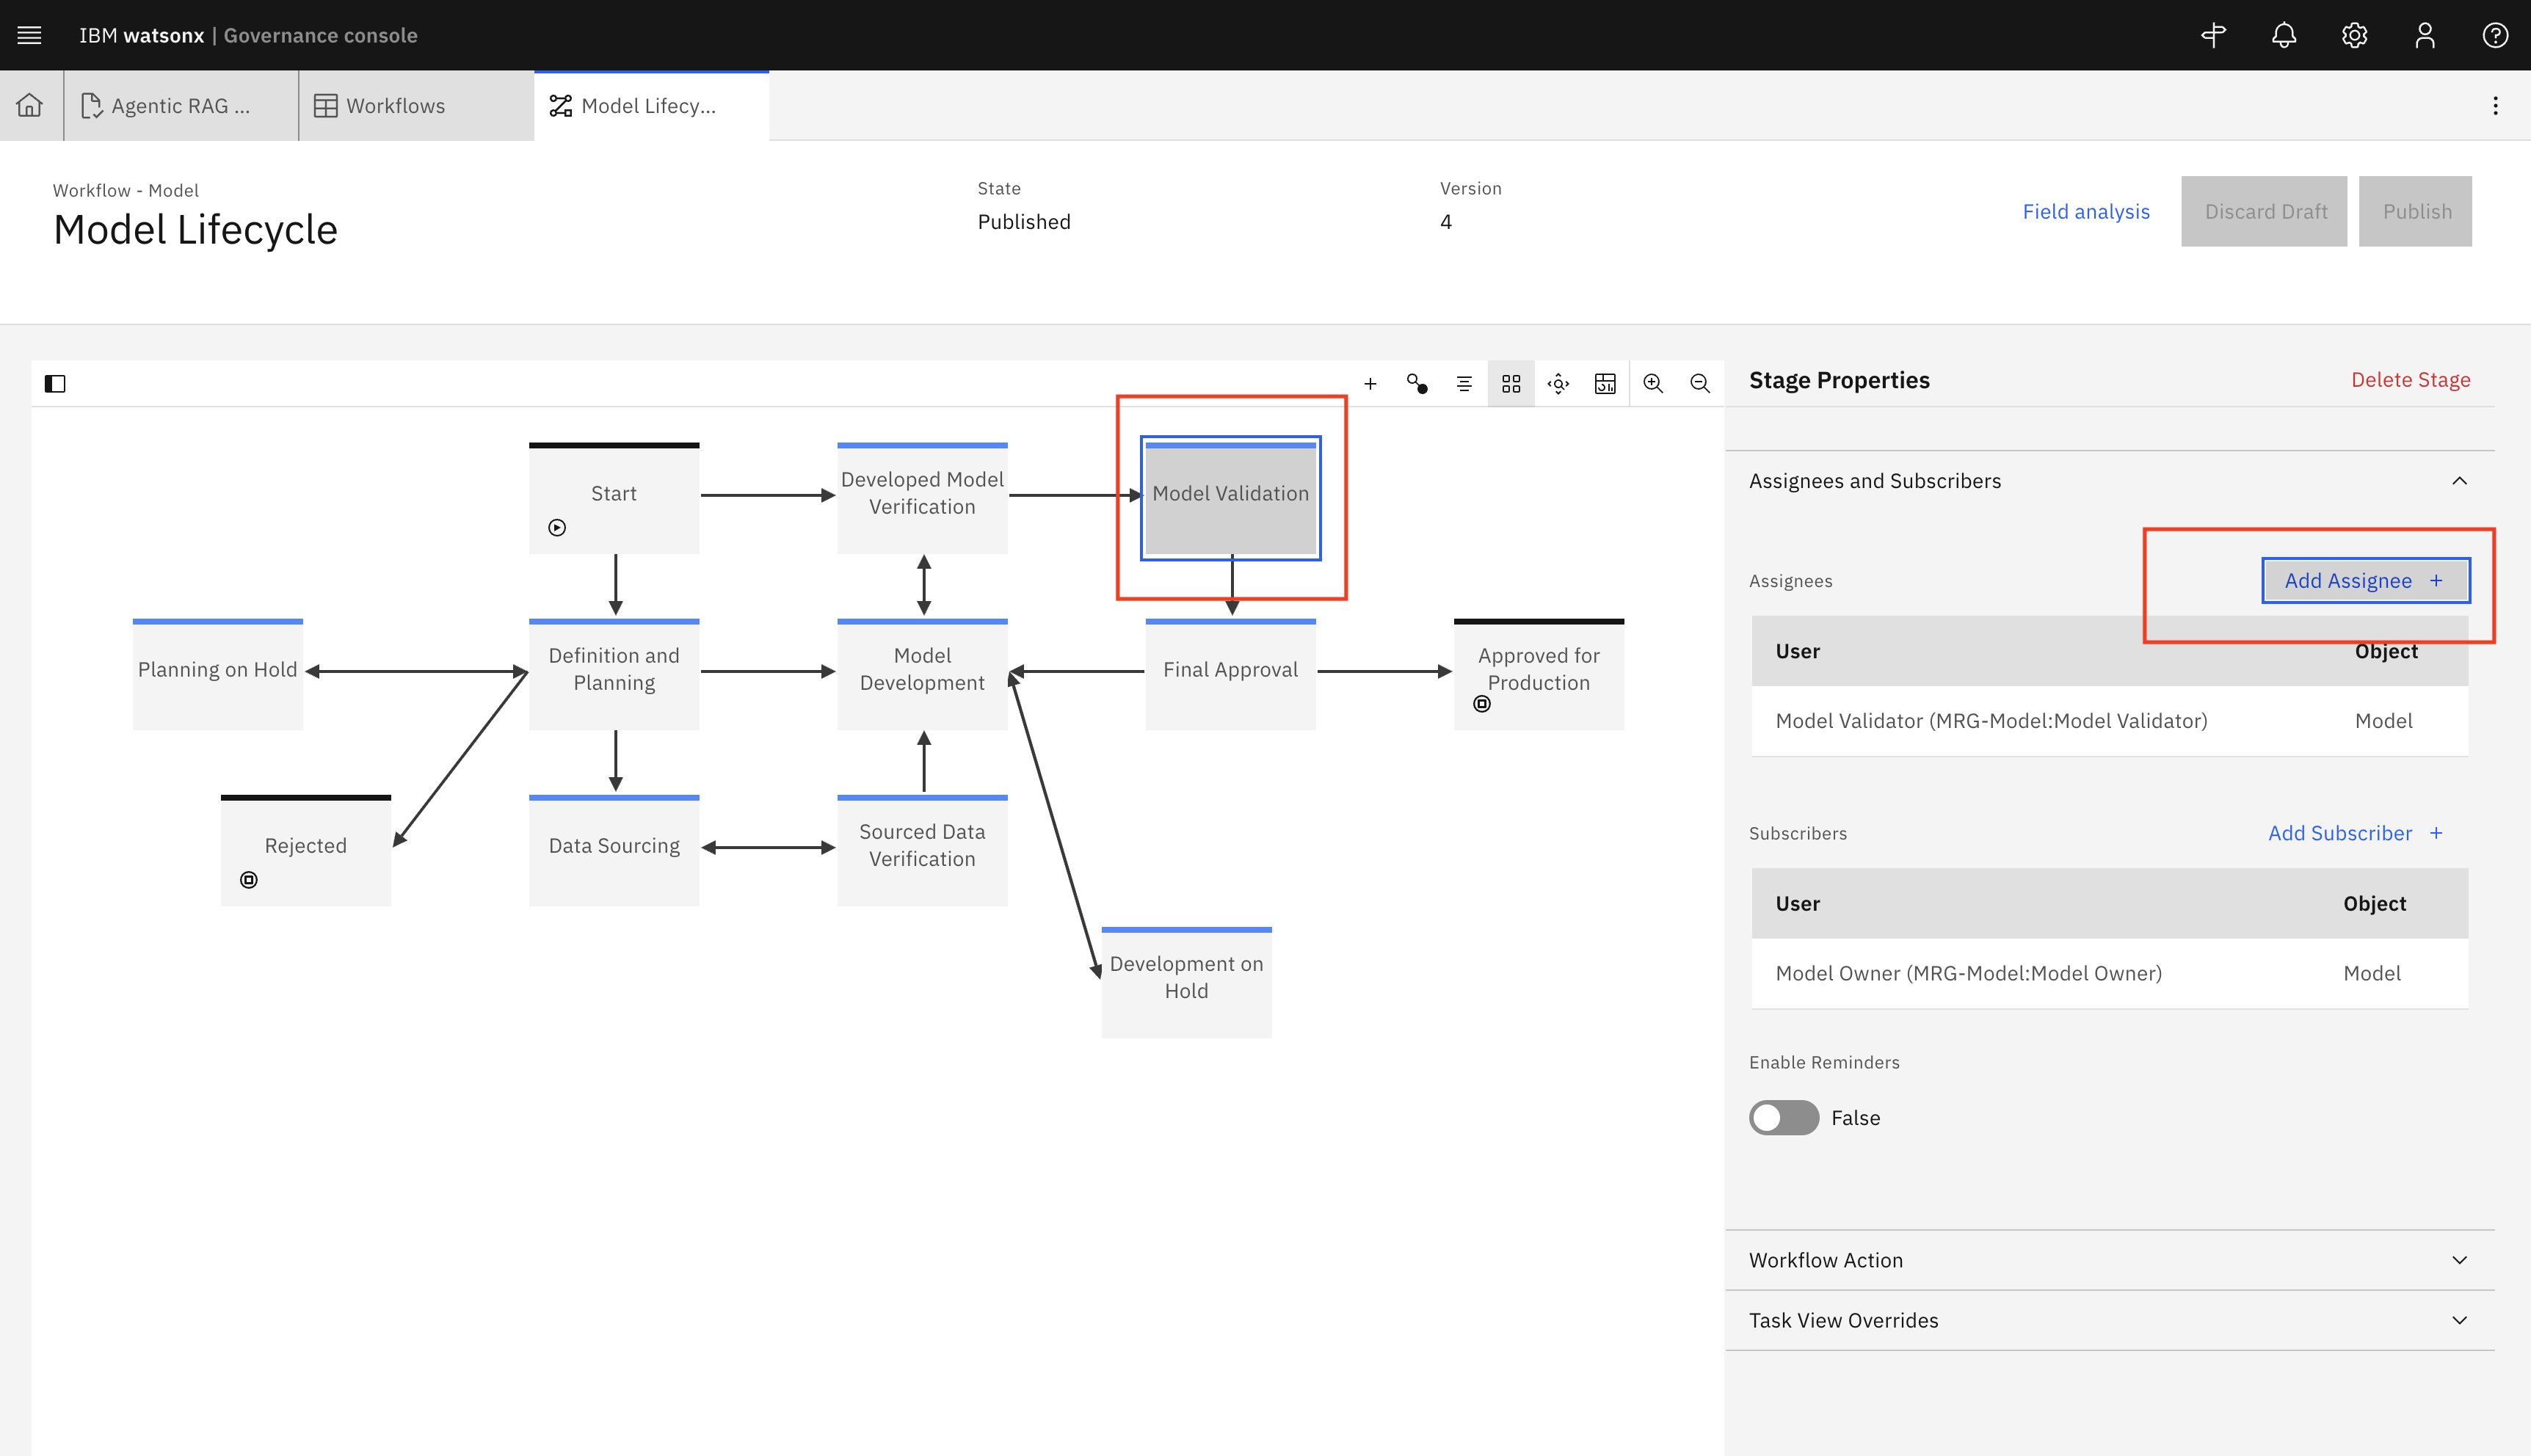 IBM watsonx | Governance console
Agentic RAG ...
Workflows
Model Lifecy...
Workflow - Model
Model Lifecycle
State
Published
Version
4
Field analysis
Discard Draft
Publish
Stage Properties
Delete Stage
Start
Developed Model
Verification
Model Validation
Planning on Hold
Definition and
Planning
Model
Development
Final Approval
Approved for
Production
Rejected
Data Sourcing
Sourced Data
Verification
Development on
Hold
Assignees and Subscribers
Assignees
Add Assignee +
User
Object
Model Validator (MRG-Model:Model Validator)
Model
Subscribers
Add Subscriber +
User
Object
Model Owner (MRG-Model:Model Owner)
Model
Enable Reminders
False
Workflow Action
Task View Overrides